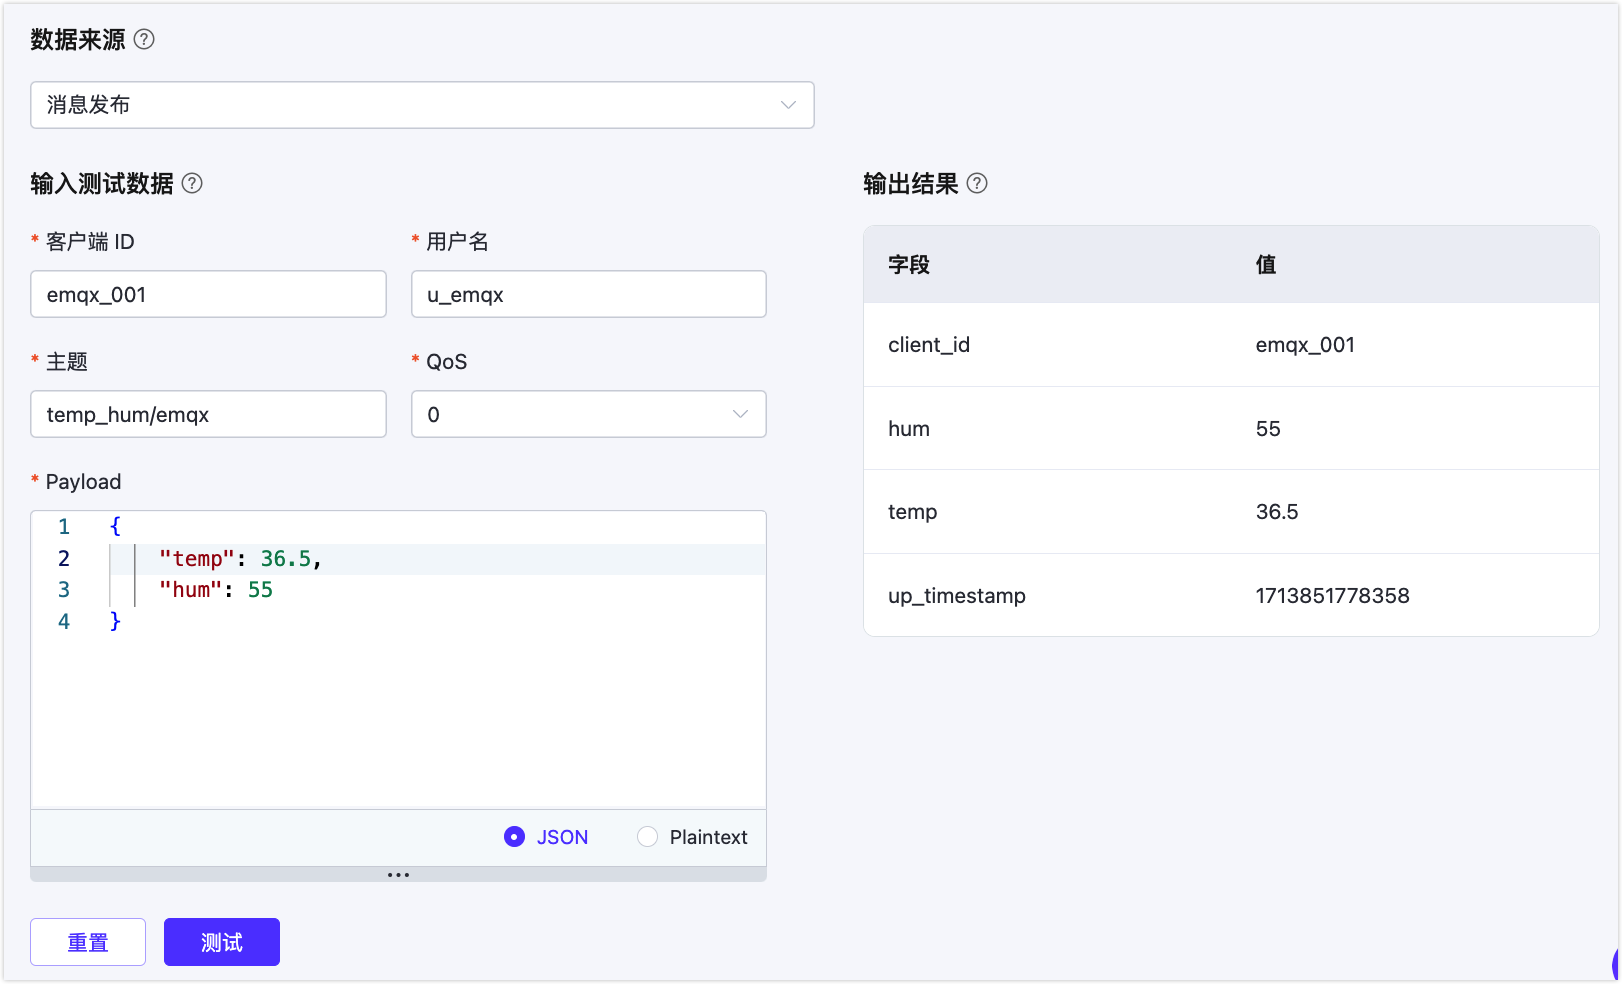 数据来源
消息发布
输入测试数据
* 客户端 ID
emqx_001
* 用户名
u_emqx
* 主题
temp_hum/emqx
* QoS
0
* Payload
1 {
2 "temp": 36.5,
3 "hum": 55
4 }
JSON
Plaintext
重置
测试
输出结果
字段 值
client_id emqx_001
hum 55
temp 36.5
up_timestamp 1713851778358